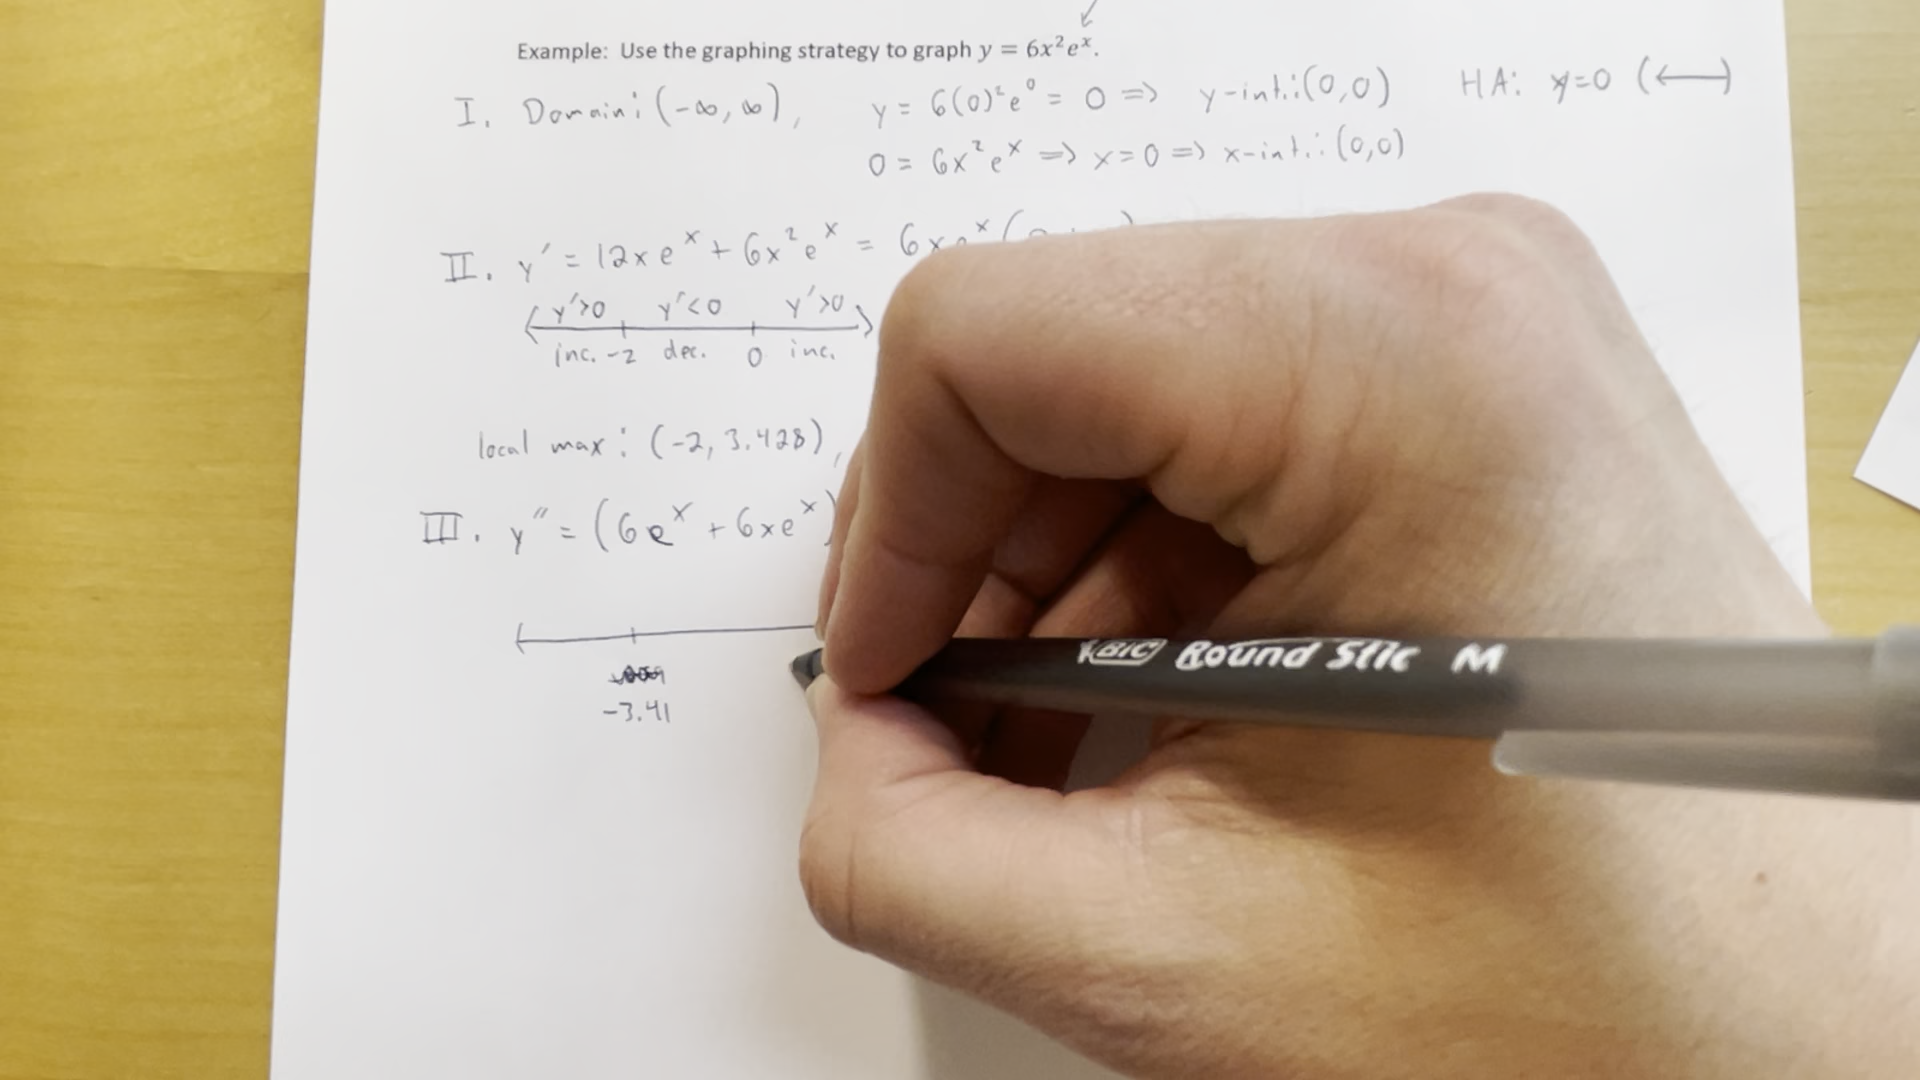 Example: Use the graphing strategy to graph y = 6x²eˣ.
I. Domain: (-∞, ∞), y = 6(0)²e⁰ = 0 => y-int.: (0,0) HA: y=0 (←)
0 = 6x²eˣ => x=0 => x-int.: (0,0)
II. y' = 12xeˣ + 6x²eˣ = 6xeˣ(
y'>0 y'<0 y'>0
inc. -2 dec. 0 inc.
local max: (-2, 3.428),
III. y'' = (6eˣ + 6xeˣ)
-3.41
BIC Round Stic M